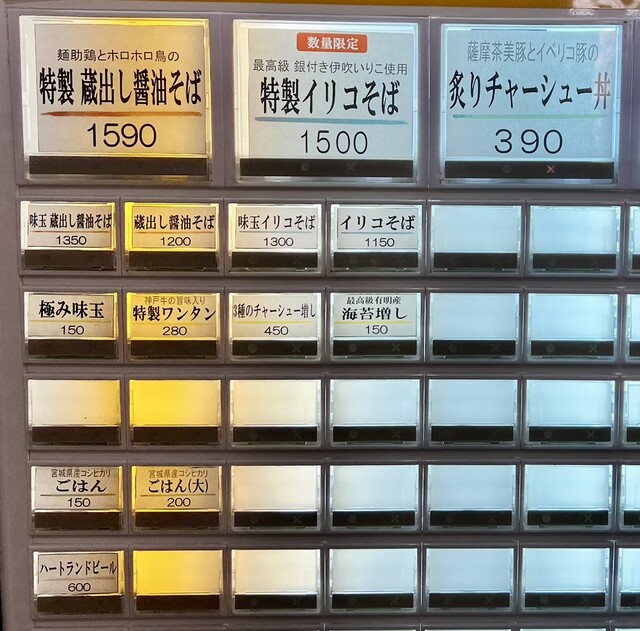 麺助鶏とホロホロ鳥の
特製 蔵出し醤油そば
1590
数量限定
最高級 銀付き伊吹いりこ使用
特製イリコそば
1500
薩摩茶美豚とイベリコ豚の
炙りチャーシュー丼
390
味玉 蔵出し醤油そば
1350
蔵出し醤油そば
1200
味玉イリコそば
1300
イリコそば
1150
極み味玉
150
神戸牛の旨味入り
特製ワンタン
280
3種のチャーシュー増し
450
最高級有明産
海苔増し
150
宮城県産コシヒカリ
ごはん
150
宮城県産コシヒカリ
ごはん(大)
200
ハートランドビール
600